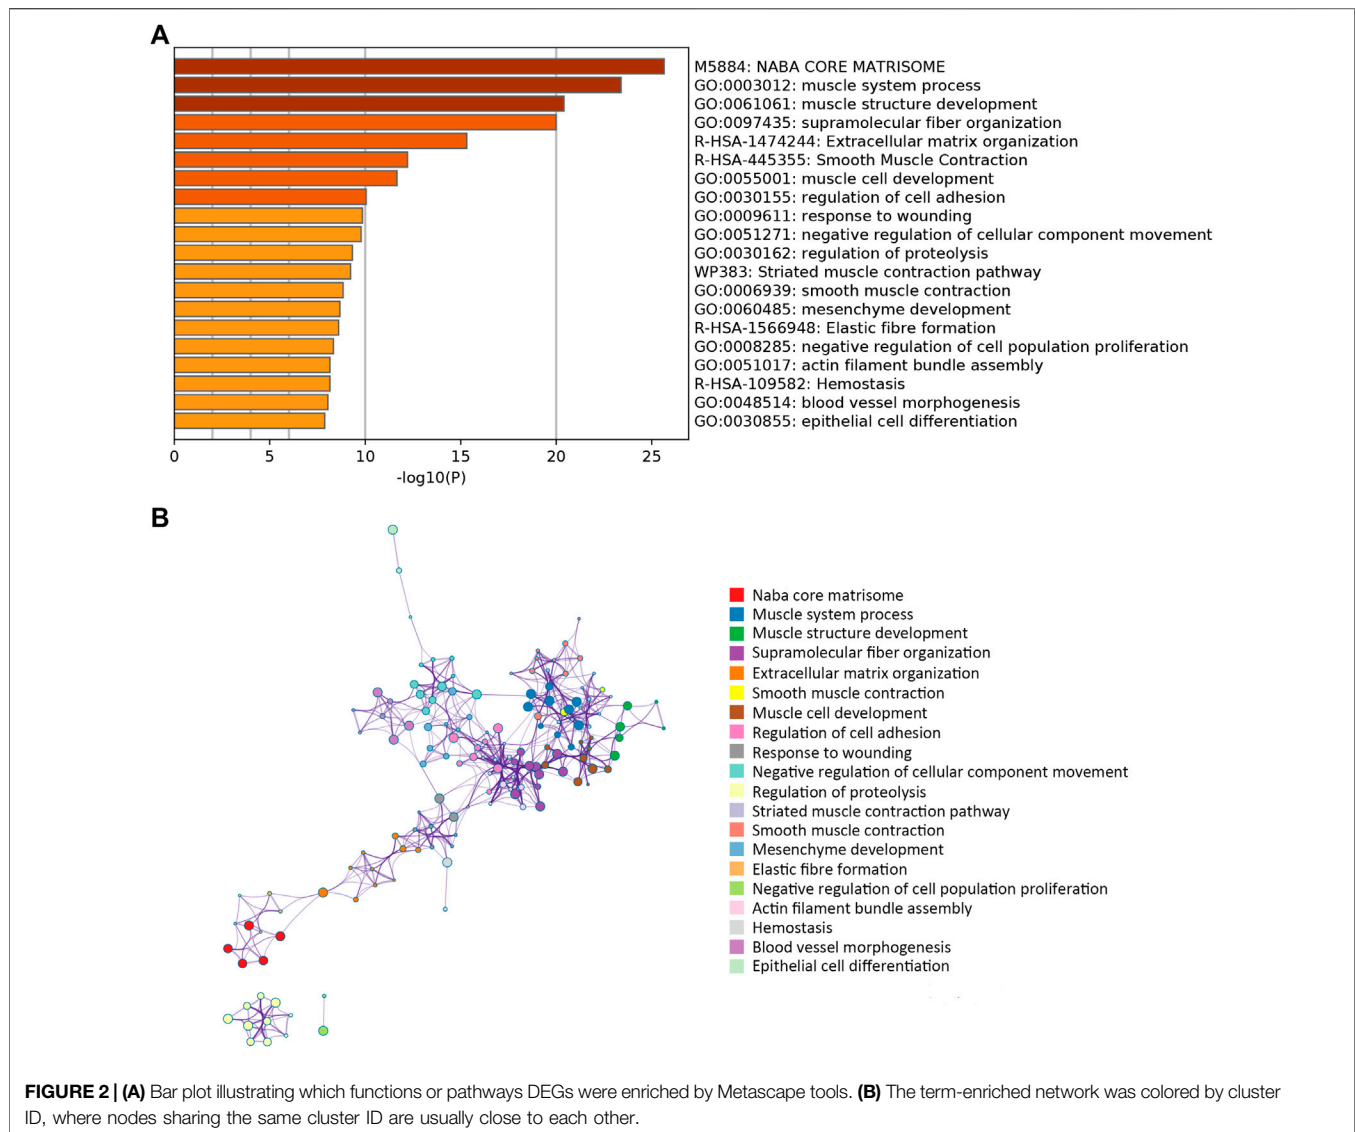 A
M5884: NABA CORE MATRISOME
GO:0003012: muscle system process
GO:0061061: muscle structure development
GO:0097435: supramolecular fiber organization
R-HSA-1474244: Extracellular matrix organization
R-HSA-445355: Smooth Muscle Contraction
GO:0055001: muscle cell development
GO:0030155: regulation of cell adhesion
GO:0009611: response to wounding
GO:0051271: negative regulation of cellular component movement
GO:0030162: regulation of proteolysis
WP383: Striated muscle contraction pathway
GO:0006939: smooth muscle contraction
GO:0060485: mesenchyme development
R-HSA-1566948: Elastic fibre formation
GO:0008285: negative regulation of cell population proliferation
GO:0051017: actin filament bundle assembly
R-HSA-109582: Hemostasis
GO:0048514: blood vessel morphogenesis
GO:0030855: epithelial cell differentiation
0 5 10 15 20 25
-log10(P)
B
Naba core matrisome
Muscle system process
Muscle structure development
Supramolecular fiber organization
Extracellular matrix organization
Smooth muscle contraction
Muscle cell development
Regulation of cell adhesion
Response to wounding
Negative regulation of cellular component movement
Regulation of proteolysis
Striated muscle contraction pathway
Smooth muscle contraction
Mesenchyme development
Elastic fibre formation
Negative regulation of cell population proliferation
Actin filament bundle assembly
Hemostasis
Blood vessel morphogenesis
Epithelial cell differentiation
FIGURE 2 | (A) Bar plot illustrating which functions or pathways DEGs were enriched by Metascape tools. (B) The term-enriched network was colored by cluster
ID, where nodes sharing the same cluster ID are usually close to each other.